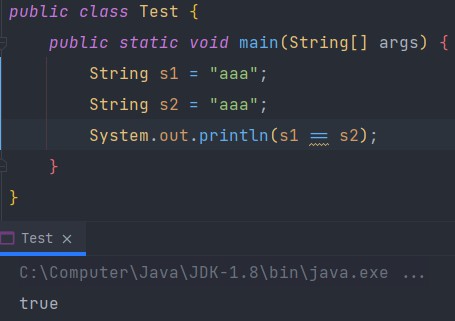 public class Test {
    public static void main(String[] args) {
        String s1 = "aaa";
        String s2 = "aaa";
        System.out.println(s1 == s2);
    }
}
Test ×
C:\Computer\Java\JDK-1.8\bin\java.exe ...
true